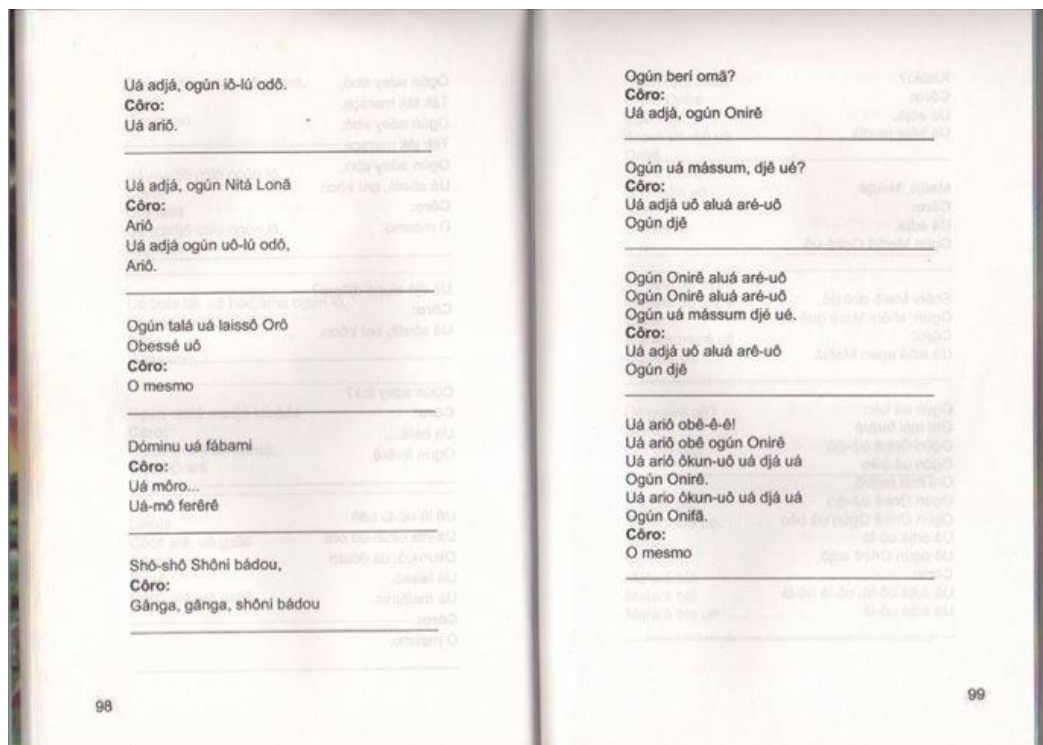 Uá adjá, ogún iô-lú odô.
Côro:
Uá ariô.
Uá adjá, ogún Nitá Lonã
Côro:
Ariô
Uá adjá ogún uô-lú odô,
Ariô.
Ogún talá uá laissô Orô
Obessé uô
Côro:
O mesmo
Dóminu uá fábami
Côro:
Uá môro...
Uá-mô ferêrê
Shô-shô Shôni bádou,
Côro:
Gânga, gânga, shôni bádou
98
Ogún berí omã?
Côro:
Uá adjá, ogún Onirê
Ogún uá mássum, djê ué?
Côro:
Uá adjá uô aluá aré-uô
Ogún djê
Ogún Onirê aluá aré-uô
Ogún Onirê aluá aré-uô
Ogún uá mássum djé ué.
Côro:
Uá adjá uô aluá arê-uô
Ogún djê
Uá ariô obê-ê-ê!
Uá ariô obê ogún Onirê
Uá ariô ôkun-uô uá djá uá
Ogún Onirê.
Uá ario ôkun-uô uá djá uá
Ogún Onifã.
Côro:
O mesmo
99